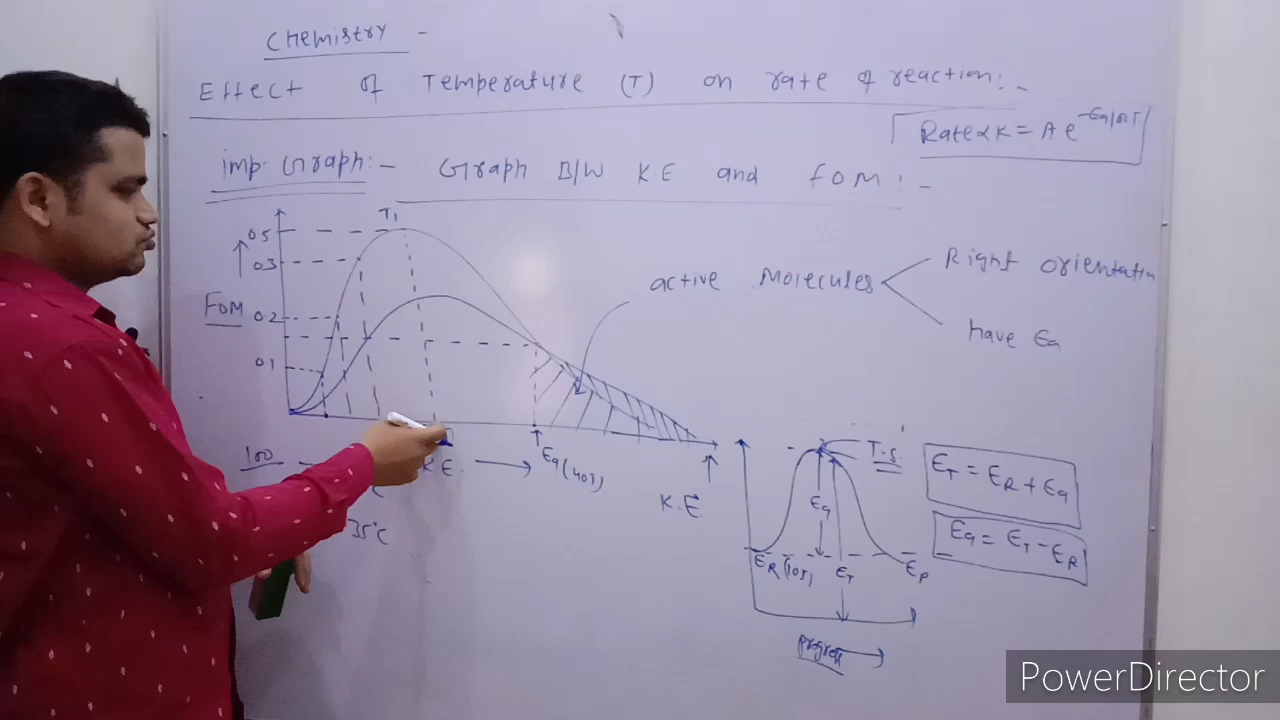 Chemistry -
Effect of Temperature (T) on rate of reaction :-
Rate ∝ K = A e^-Ea/RT
imp. Graph :- Graph B/W KE and FOM :-
T1
0.5
0.3
FOM
0.2
0.1
active Molecules
Right orientation
have Ea
100
K.E.
Ea (40J)
35°C
K.E
T.S.
Ea
ER (10J)
ET
EP
Progress
ET = ER + Ea
Ea = ET - ER
PowerDirector